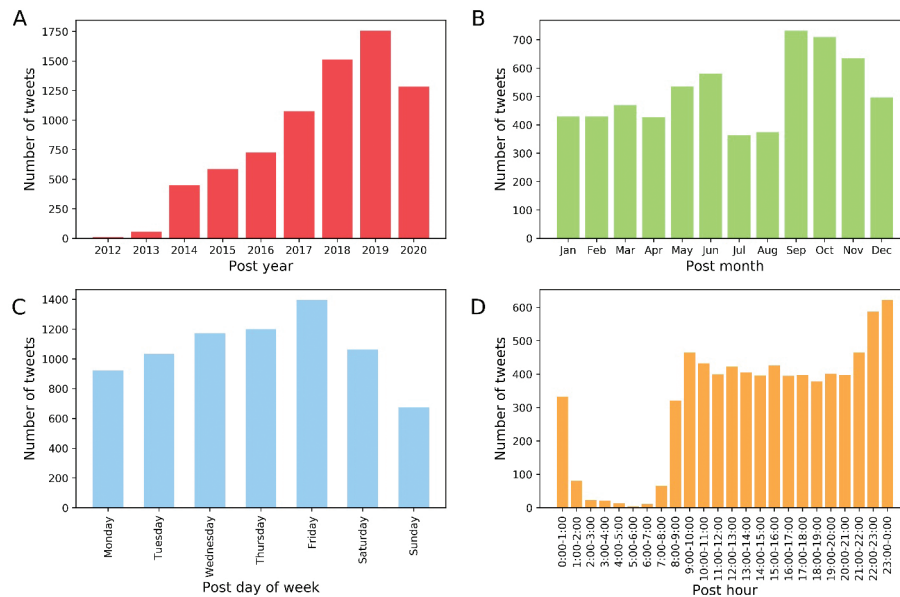 A
Number of tweets
1750
1500
1250
1000
750
500
250
0
2012 2013 2014 2015 2016 2017 2018 2019 2020
Post year
B
Number of tweets
700
600
500
400
300
200
100
0
Jan Feb Mar Apr May Jun Jul Aug Sep Oct Nov Dec
Post month
C
Number of tweets
1400
1200
1000
800
600
400
200
0
Monday
Tuesday
Wednesday
Thursday
Friday
Saturday
Sunday
Post day of week
D
Number of tweets
600
500
400
300
200
100
0
0:00-1:00
1:00-2:00
2:00-3:00
3:00-4:00
4:00-5:00
5:00-6:00
6:00-7:00
7:00-8:00
8:00-9:00
9:00-10:00
10:00-11:00
11:00-12:00
12:00-13:00
13:00-14:00
14:00-15:00
15:00-16:00
16:00-17:00
17:00-18:00
18:00-19:00
19:00-20:00
20:00-21:00
21:00-22:00
22:00-23:00
23:00-0:00
Post hour